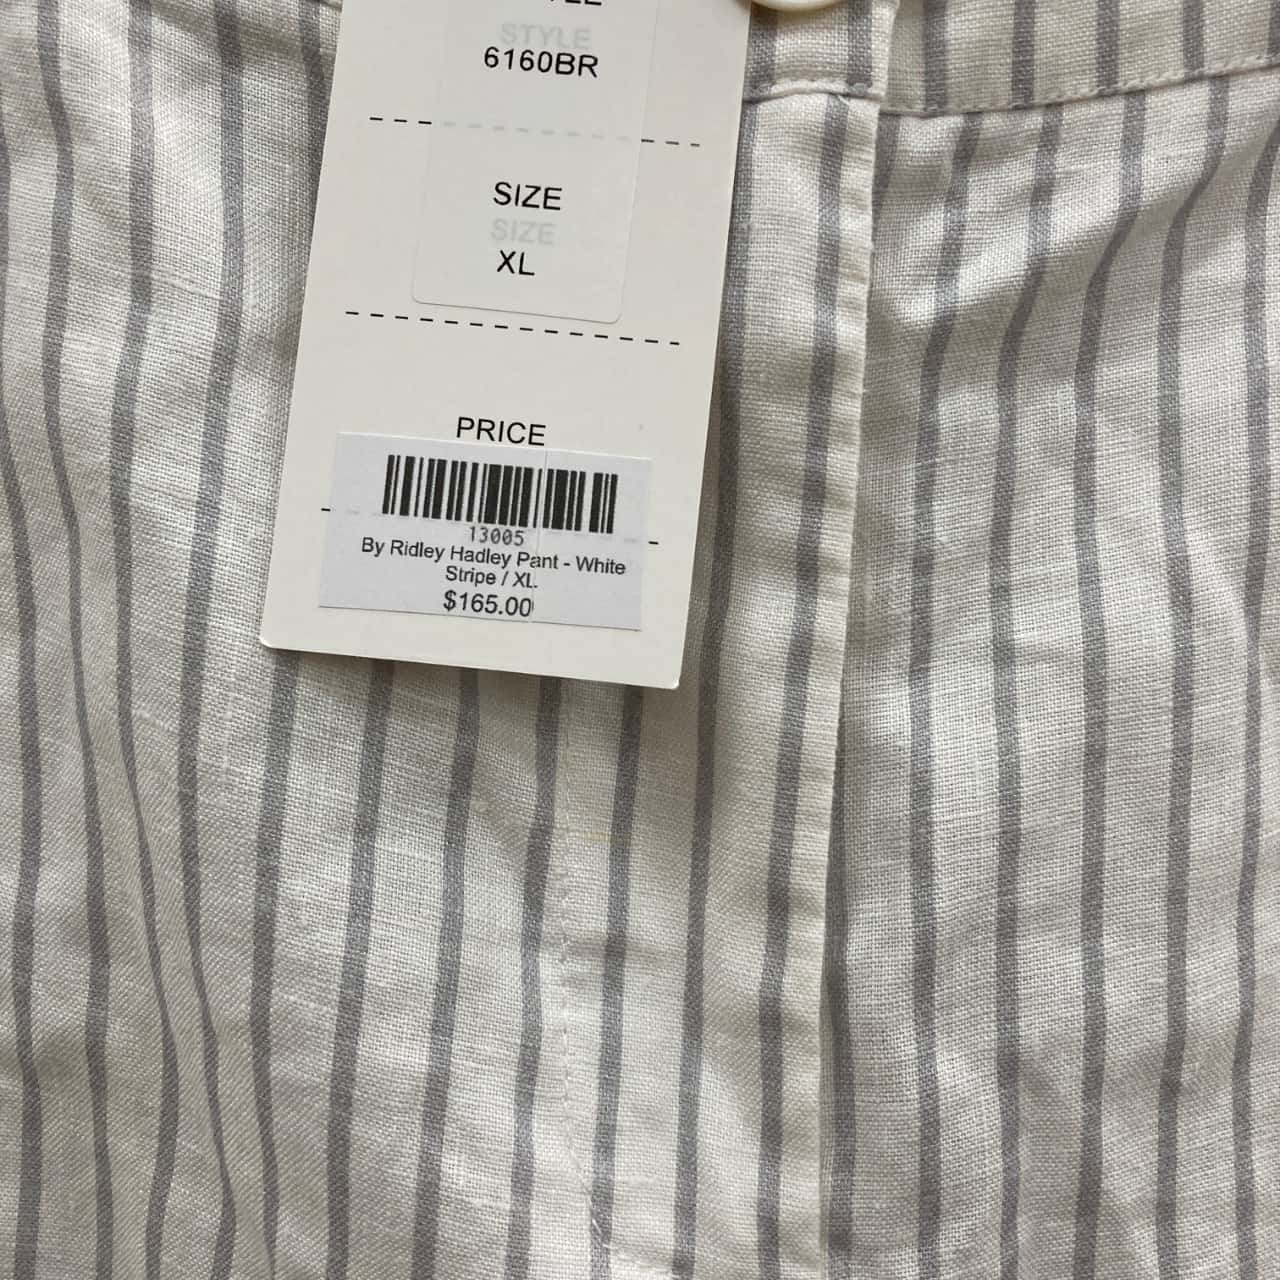 STYLE
6160BR
SIZE
SIZE
XL
PRICE
13005
By Ridley Hadley Pant - White
Stripe / XL
$165.00